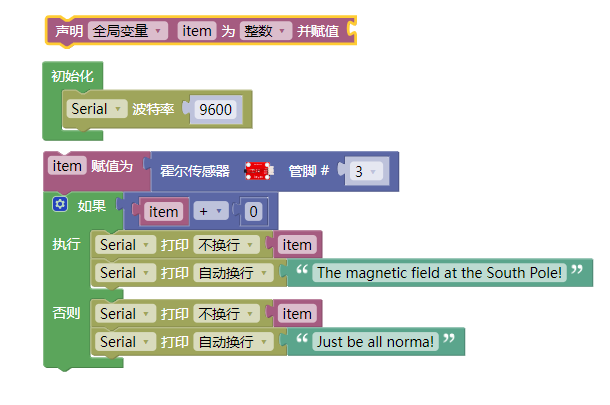 声明 全局变量 item 为 整数 并赋值
初始化
Serial 波特率 9600
item 赋值为 霍尔传感器 管脚 # 3
如果 item + 0
执行 Serial 打印 不换行 item
Serial 打印 自动换行 “ The magnetic field at the South Pole! ”
否则 Serial 打印 不换行 item
Serial 打印 自动换行 “ Just be all norma! ”